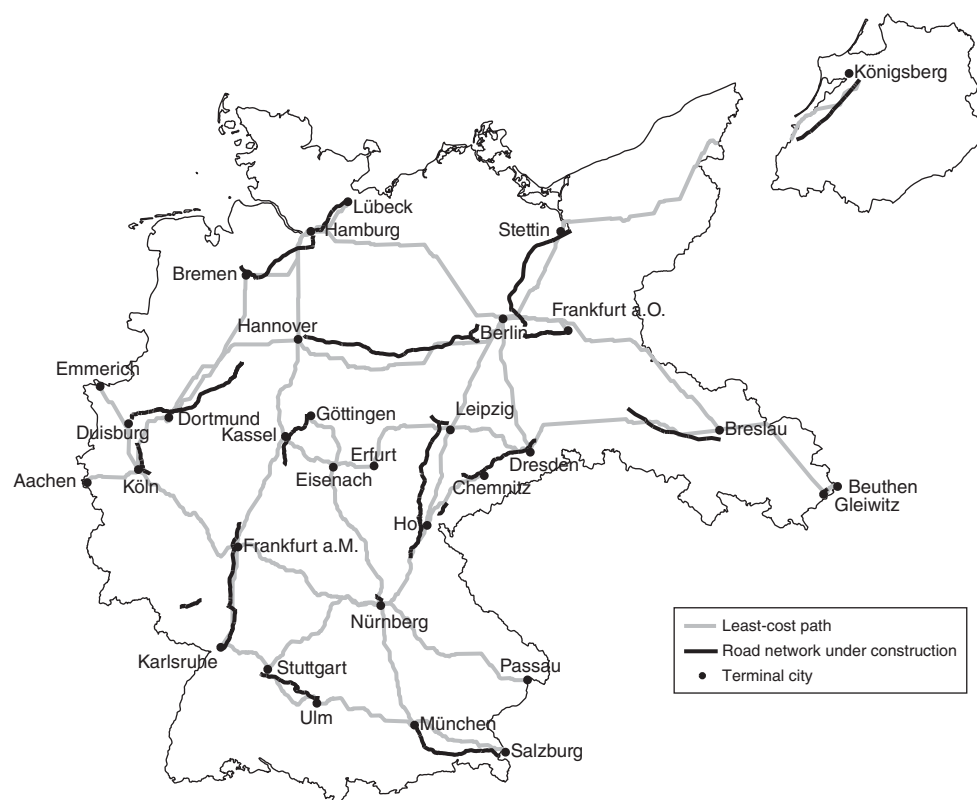 Königsberg
Lübeck
Hamburg
Stettin
Bremen
Frankfurt a.O.
Hannover
Berlin
Emmerich
Göttingen
Leipzig
Dortmund
Duisburg
Kassel
Breslau
Erfurt
Dresden
Aachen
Köln
Eisenach
Chemnitz
Beuthen
Gleiwitz
Ho
Frankfurt a.M.
Nürnberg
Least-cost path
Road network under construction
Terminal city
Karlsruhe
Stuttgart
Passau
Ulm
München
Salzburg